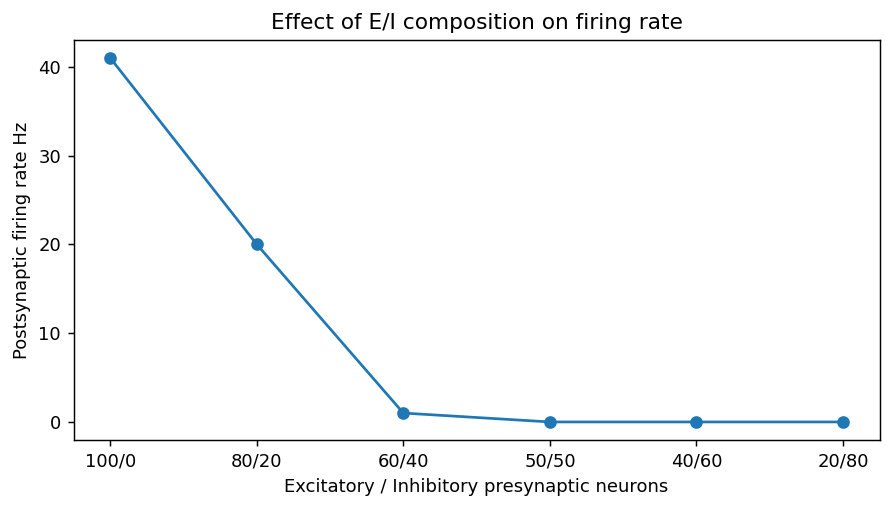 Effect of E/I composition on firing rate
Postsynaptic firing rate Hz
40
30
20
10
0
100/0 80/20 60/40 50/50 40/60 20/80
Excitatory / Inhibitory presynaptic neurons